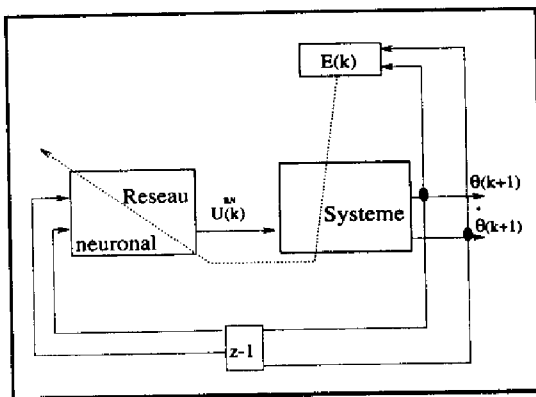 E(k)
Reseau
neuronal
RN
U(k)
Systeme
θ(k+1)
θ̇(k+1)
z-1